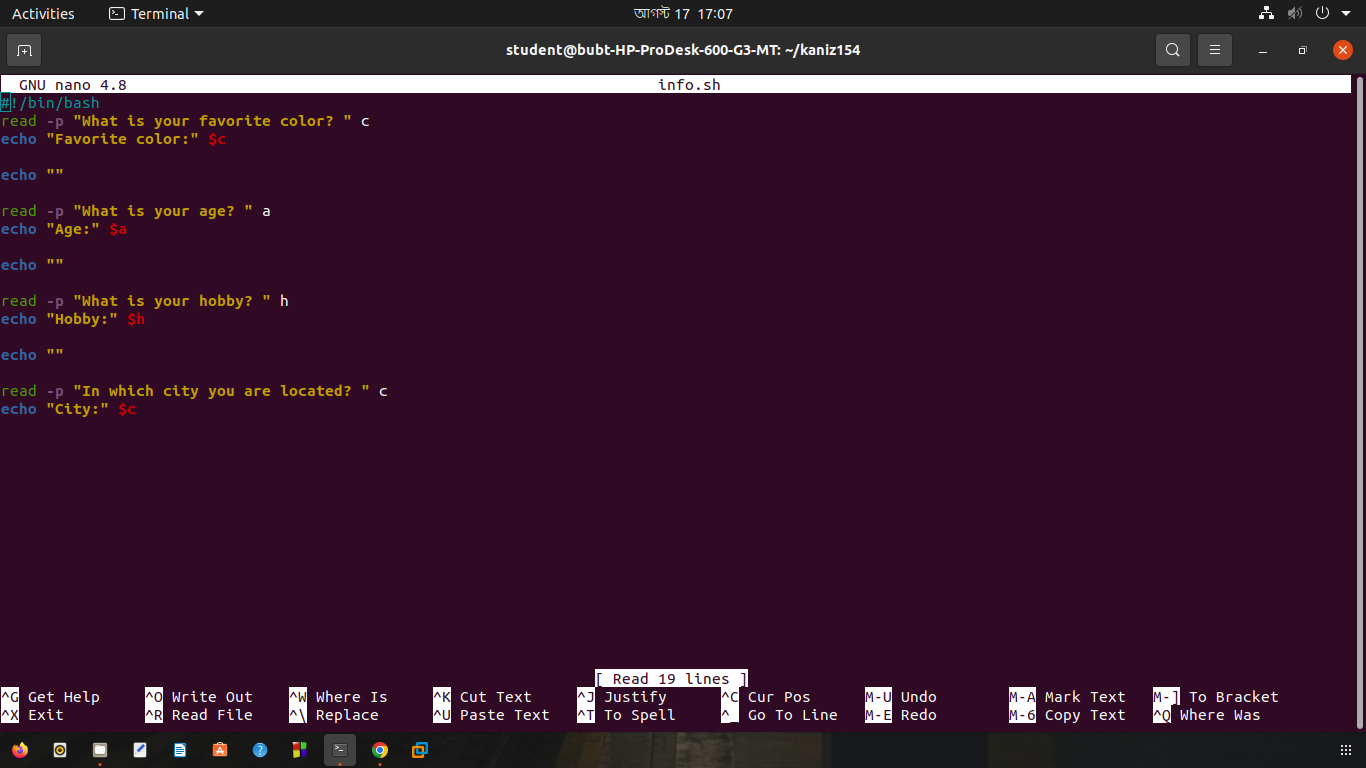 Activities Terminal আগস্ট 17 17:07
student@bubt-HP-ProDesk-600-G3-MT: ~/kaniz154
GNU nano 4.8 info.sh
#!/bin/bash
read -p "What is your favorite color? " c
echo "Favorite color:" $c
echo ""
read -p "What is your age? " a
echo "Age:" $a
echo ""
read -p "What is your hobby? " h
echo "Hobby:" $h
echo ""
read -p "In which city you are located? " c
echo "City:" $c
[ Read 19 lines ]
^G Get Help ^O Write Out ^W Where Is ^K Cut Text ^J Justify ^C Cur Pos M-U Undo M-A Mark Text M-] To Bracket
^X Exit ^R Read File ^\ Replace ^U Paste Text ^T To Spell ^_ Go To Line M-E Redo M-6 Copy Text ^Q Where Was